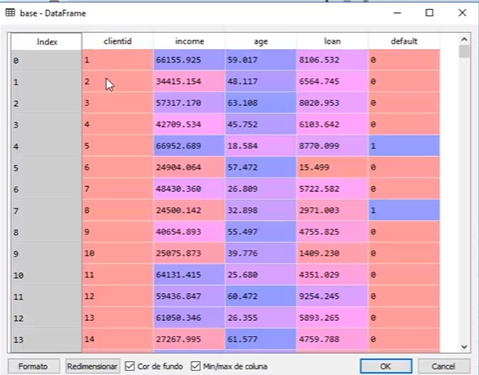 base - DataFrame
Index clientid income age loan default
0 1 66155.925 59.017 8106.532 0
1 2 34415.154 48.117 6564.745 0
2 3 57317.170 63.108 8020.953 0
3 4 42709.534 45.752 6103.642 0
4 5 66952.689 18.584 8770.099 1
5 6 24904.064 57.472 15.499 0
6 7 48430.360 26.809 5722.582 0
7 8 24500.142 32.898 2971.003 1
8 9 40654.893 55.497 4755.825 0
9 10 25075.873 39.776 1409.230 0
10 11 64131.415 25.680 4351.029 0
11 12 59436.847 60.472 9254.245 0
12 13 61050.346 26.355 5893.265 0
13 14 27267.995 61.577 4759.788 0
Formato Redimensionar Cor de fundo Min/max de coluna OK Cancel